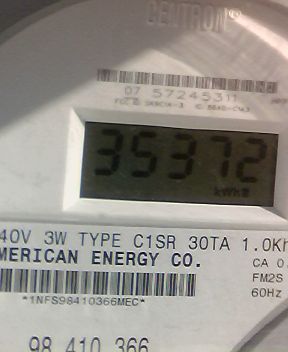 CENTRON®
07 57245311
35372
kWh
40V 3W TYPE C1SR 30TA 1.0Kh
MERICAN ENERGY CO.
CA 0.
FM2S
60Hz
*1NFS98410366MEC*
98 410 366